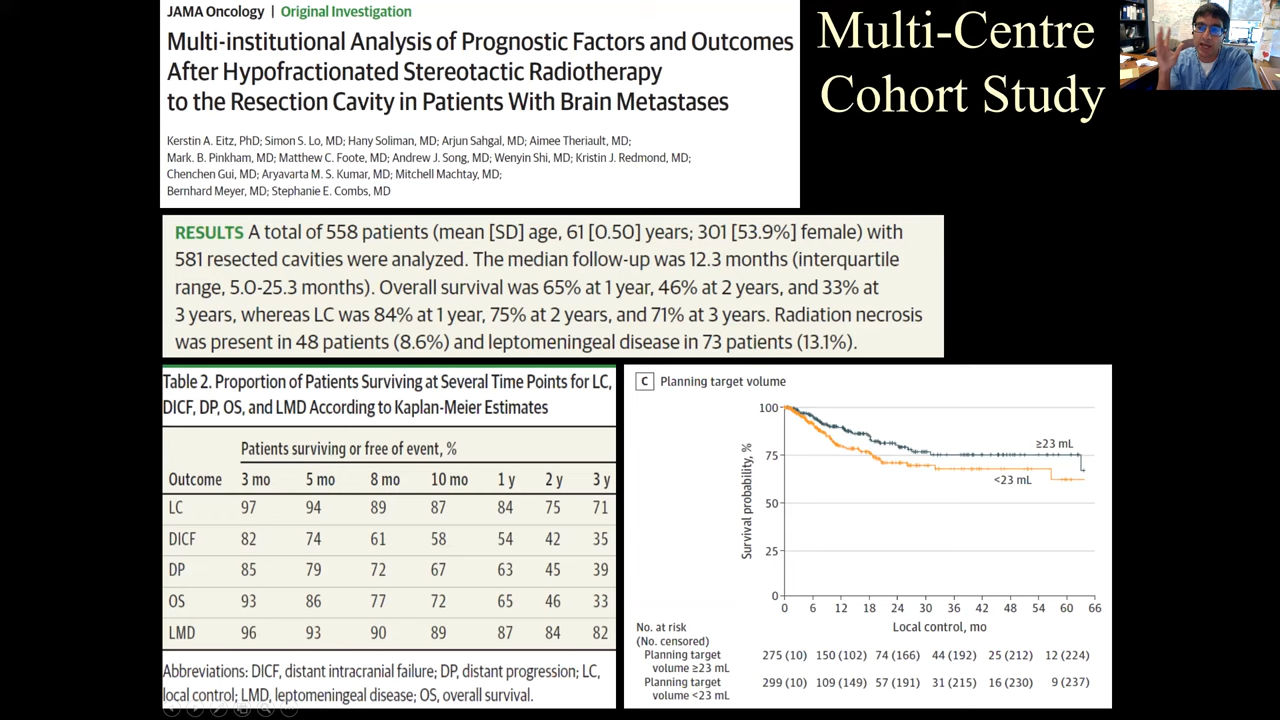 JAMA Oncology | Original Investigation
Multi-institutional Analysis of Prognostic Factors and Outcomes
After Hypofractionated Stereotactic Radiotherapy
to the Resection Cavity in Patients With Brain Metastases
Kerstin A. Eitz, PhD; Simon S. Lo, MD; Hany Soliman, MD; Arjun Sahgal, MD; Aimee Theriault, MD;
Mark. B. Pinkham, MD; Matthew C. Foote, MD; Andrew J. Song, MD; Wenyin Shi, MD; Kristin J. Redmond, MD;
Chenchen Gui, MD; Aryavarta M. S. Kumar, MD; Mitchell Machtay, MD;
Bernhard Meyer, MD; Stephanie E. Combs, MD
Multi-Centre
Cohort Study
RESULTS A total of 558 patients (mean [SD] age, 61 [0.50] years; 301 [53.9%] female) with
581 resected cavities were analyzed. The median follow-up was 12.3 months (interquartile
range, 5.0-25.3 months). Overall survival was 65% at 1 year, 46% at 2 years, and 33% at
3 years, whereas LC was 84% at 1 year, 75% at 2 years, and 71% at 3 years. Radiation necrosis
was present in 48 patients (8.6%) and leptomeningeal disease in 73 patients (13.1%).
Table 2. Proportion of Patients Surviving at Several Time Points for LC,
DICF, DP, OS, and LMD According to Kaplan-Meier Estimates
Patients surviving or free of event, %
Outcome 3 mo 5 mo 8 mo 10 mo 1 y 2 y 3 y
LC 97 94 89 87 84 75 71
DICF 82 74 61 58 54 42 35
DP 85 79 72 67 63 45 39
OS 93 86 77 72 65 46 33
LMD 96 93 90 89 87 84 82
Abbreviations: DICF, distant intracranial failure; DP, distant progression; LC,
local control; LMD, leptomeningeal disease; OS, overall survival.
C Planning target volume
Survival probability, %
100
75
50
25
0
≥23 mL
<23 mL
0 6 12 18 24 30 36 42 48 54 60 66
Local control, mo
No. at risk
(No. censored)
Planning target
volume ≥23 mL
275 (10) 150 (102) 74 (166) 44 (192) 25 (212) 12 (224)
Planning target
volume <23 mL
299 (10) 109 (149) 57 (191) 31 (215) 16 (230) 9 (237)